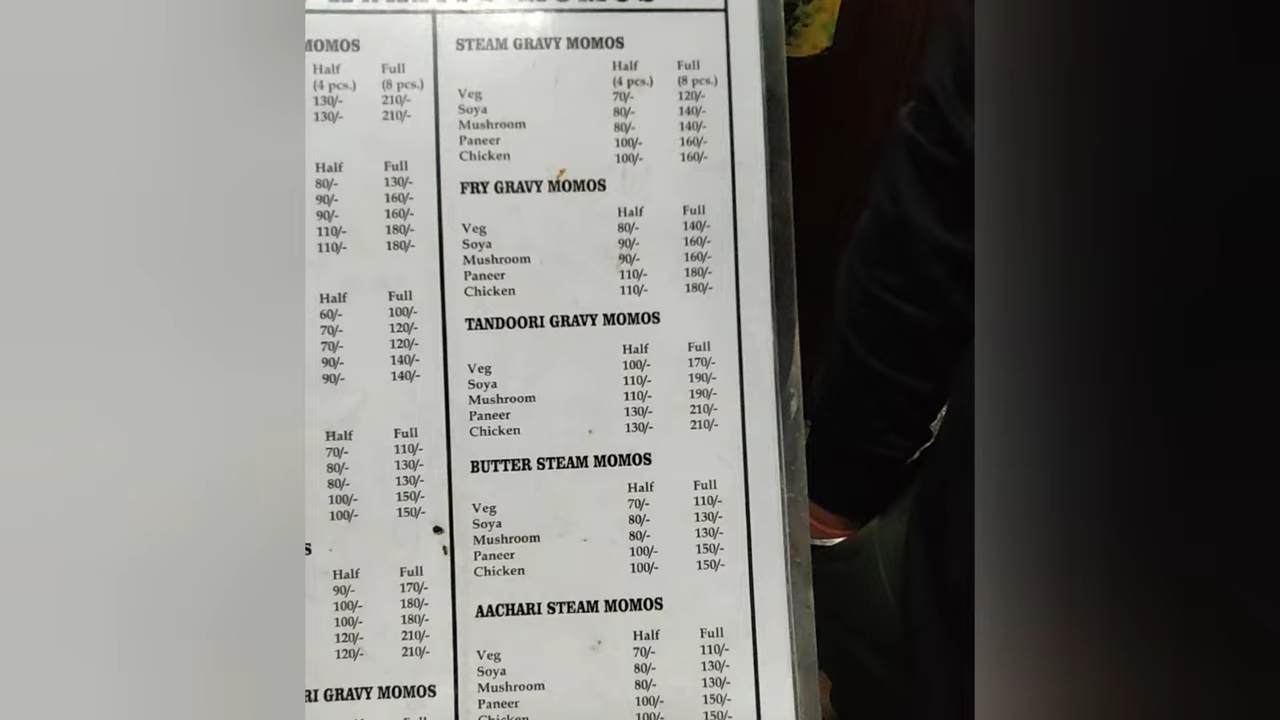 MOMOS
Half Full
(4 pcs.) (8 pcs.)
130/- 210/-
130/- 210/-
Half Full
80/- 130/-
90/- 160/-
90/- 160/-
110/- 180/-
110/- 180/-
Half Full
60/- 100/-
70/- 120/-
70/- 120/-
90/- 140/-
90/- 140/-
Half Full
70/- 110/-
80/- 130/-
80/- 130/-
100/- 150/-
100/- 150/-
S
Half Full
90/- 170/-
100/- 180/-
100/- 180/-
120/- 210/-
120/- 210/-
RI GRAVY MOMOS
STEAM GRAVY MOMOS
Half Full
(4 pcs.) (8 pcs.)
Veg 70/- 120/-
Soya 80/- 140/-
Mushroom 80/- 140/-
Paneer 100/- 160/-
Chicken 100/- 160/-
FRY GRAVY MOMOS
Half Full
Veg 80/- 140/-
Soya 90/- 160/-
Mushroom 90/- 160/-
Paneer 110/- 180/-
Chicken 110/- 180/-
TANDOORI GRAVY MOMOS
Half Full
Veg 100/- 170/-
Soya 110/- 190/-
Mushroom 110/- 190/-
Paneer 130/- 210/-
Chicken 130/- 210/-
BUTTER STEAM MOMOS
Half Full
Veg 70/- 110/-
Soya 80/- 130/-
Mushroom 80/- 130/-
Paneer 100/- 150/-
Chicken 100/- 150/-
AACHARI STEAM MOMOS
Half Full
Veg 70/- 110/-
Soya 80/- 130/-
Mushroom 80/- 130/-
Paneer 100/- 150/-
Chicken 100/- 150/-